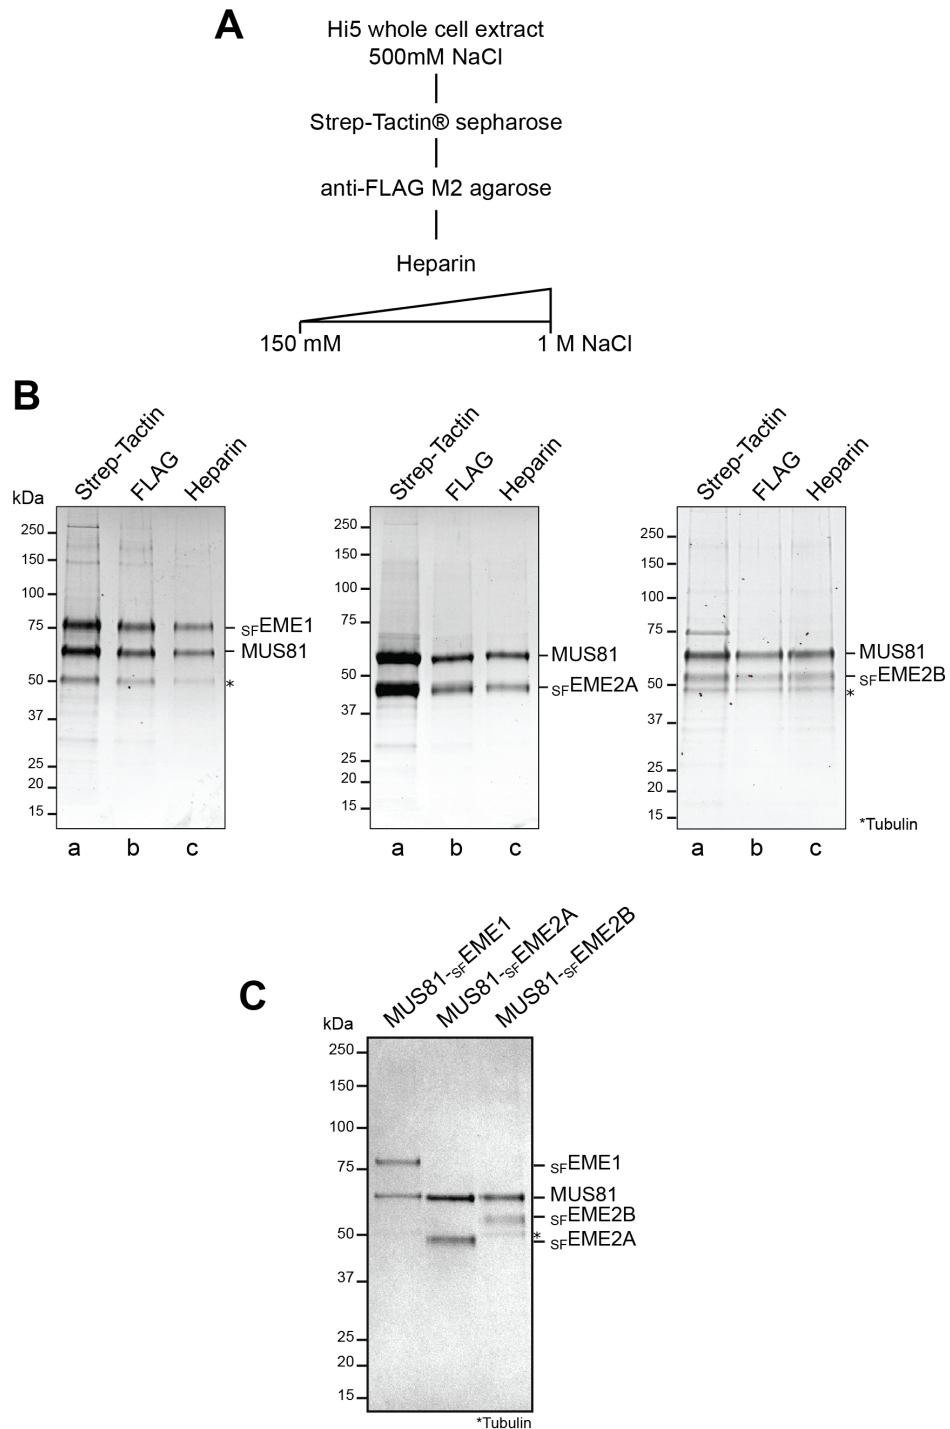 A
Hi5 whole cell extract
500mM NaCl
Strep-Tactin® sepharose
anti-FLAG M2 agarose
Heparin
150 mM
1 M NaCl
B
kDa
Strep-Tactin
FLAG
Heparin
250
150
100
75
50
37
25
20
15
SFEME1
MUS81
*
a b c
Strep-Tactin
FLAG
Heparin
250
150
100
75
50
37
25
20
15
MUS81
SFEME2A
a b c
Strep-Tactin
FLAG
Heparin
250
150
100
75
50
37
25
20
15
MUS81
SFEME2B
*
*Tubulin
a b c
C
kDa
MUS81-SFEME1
MUS81-SFEME2A
MUS81-SFEME2B
250
150
100
75
50
37
25
20
15
SFEME1
MUS81
SFEME2B
*
SFEME2A
*Tubulin